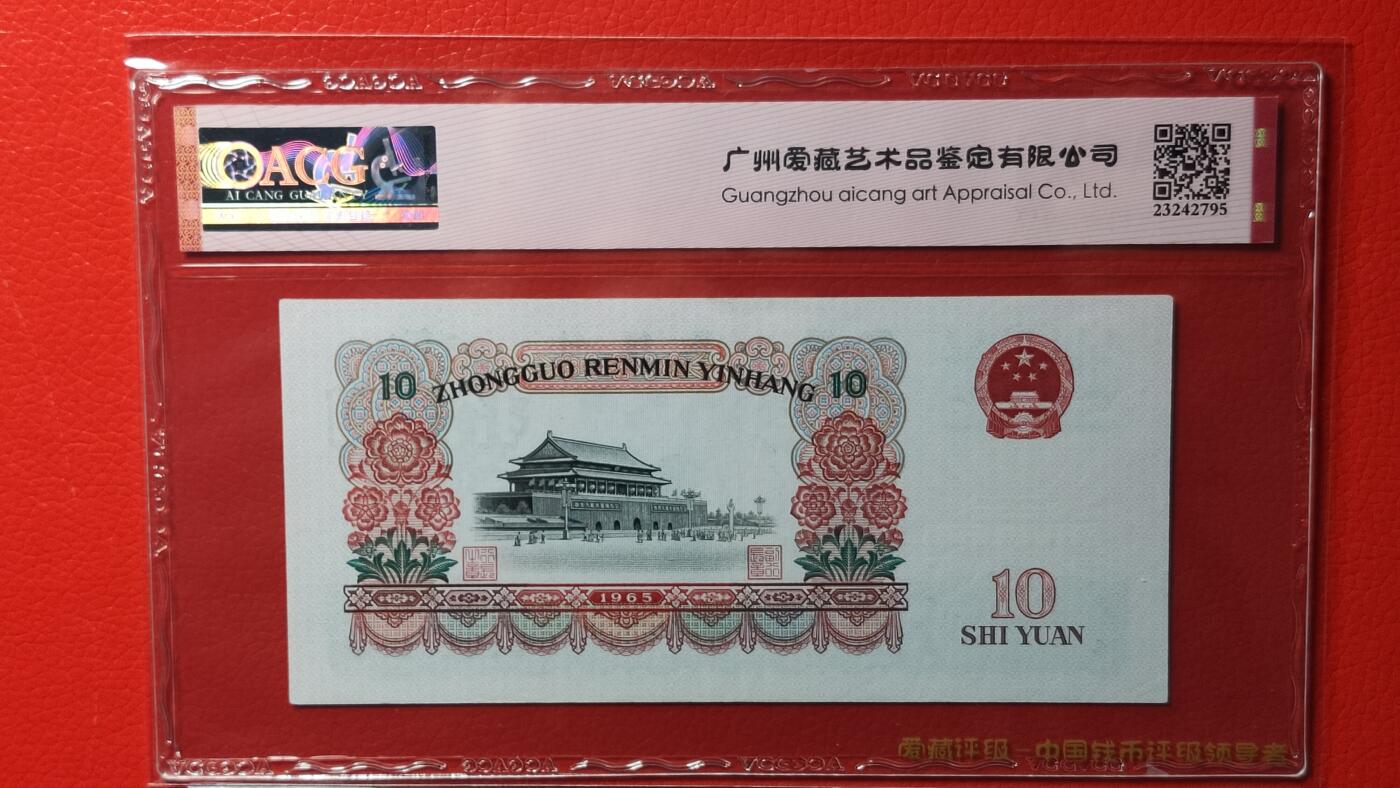 ACG
AI CANG GU
广州爱藏艺术品鉴定有限公司
Guangzhou aicang art Appraisal Co., Ltd.
23242795
10 ZHONGGUO RENMIN YINHANG 10
1965
10
SHI YUAN
爱藏评级-中国钱币评级领导者